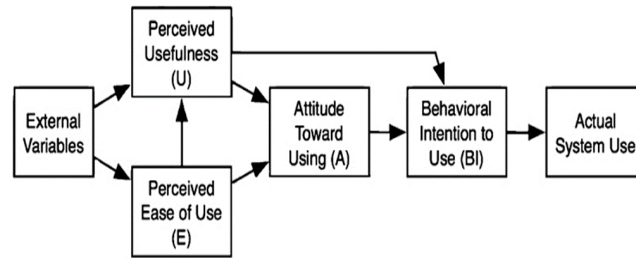 External
Variables
Perceived
Usefulness
(U)
Perceived
Ease of Use
(E)
Attitude
Toward
Using (A)
Behavioral
Intention to
Use (BI)
Actual
System Use